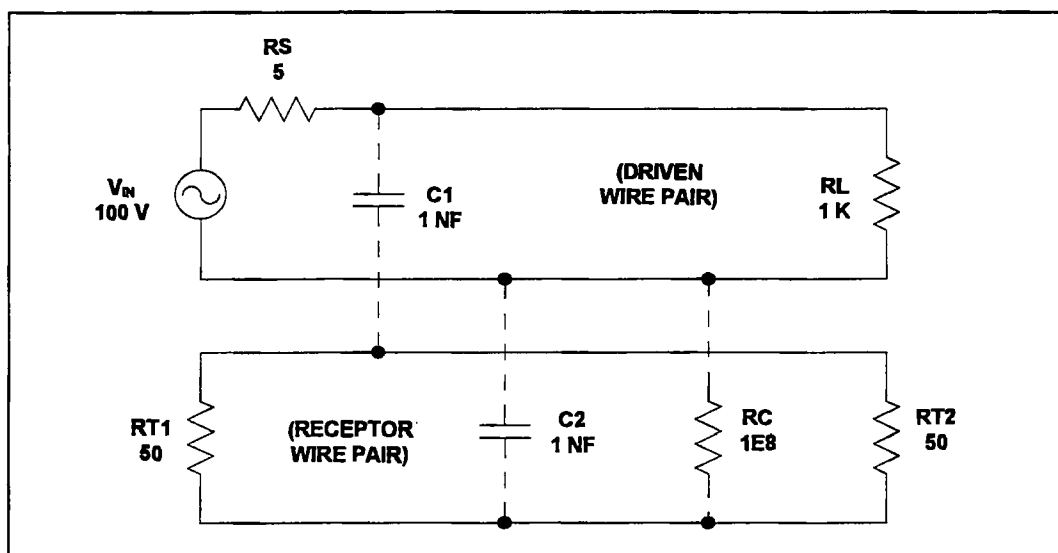 RS
5
V_IN
100 V
C1
1 NF
(DRIVEN
WIRE PAIR)
RL
1 K
RT1
50
(RECEPTOR
WIRE PAIR)
C2
1 NF
RC
1E8
RT2
50